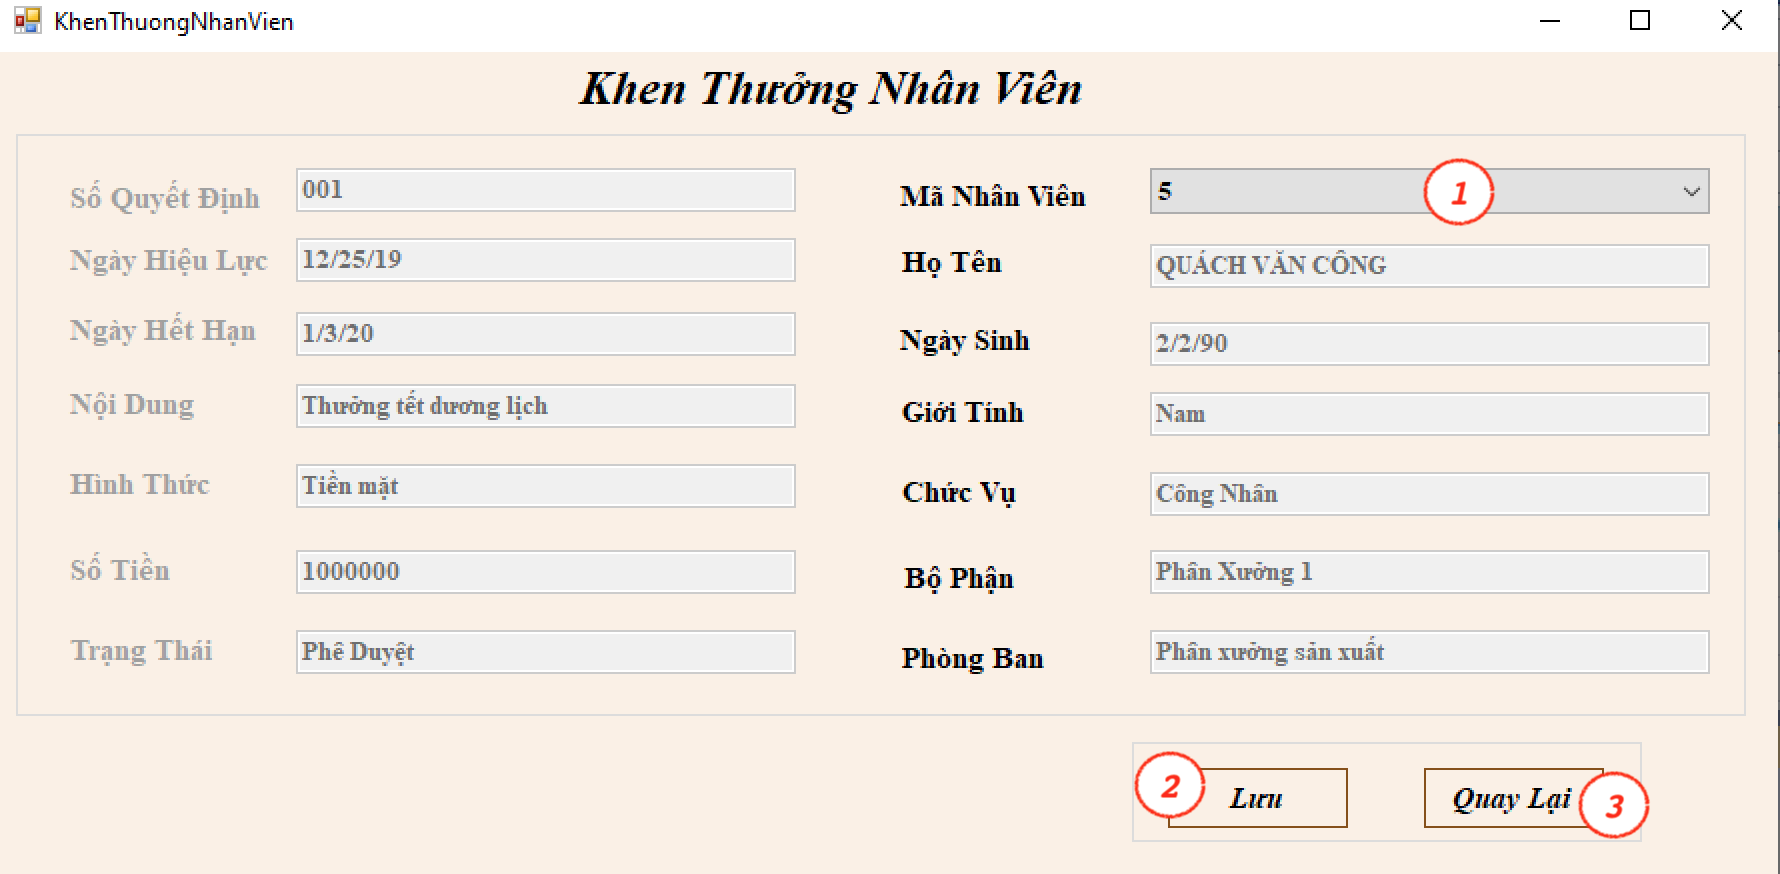 KhenThuongNhanVien
Khen Thưởng Nhân Viên
Số Quyết Định 001
Ngày Hiệu Lực 12/25/19
Ngày Hết Hạn 1/3/20
Nội Dung Thưởng tết dương lịch
Hình Thức Tiền mặt
Số Tiền 1000000
Trạng Thái Phê Duyệt
Mã Nhân Viên 5 1
Họ Tên QUÁCH VĂN CÔNG
Ngày Sinh 2/2/90
Giới Tính Nam
Chức Vụ Công Nhân
Bộ Phận Phân Xưởng 1
Phòng Ban Phân xưởng sản xuất
2 Lưu
Quay Lại 3